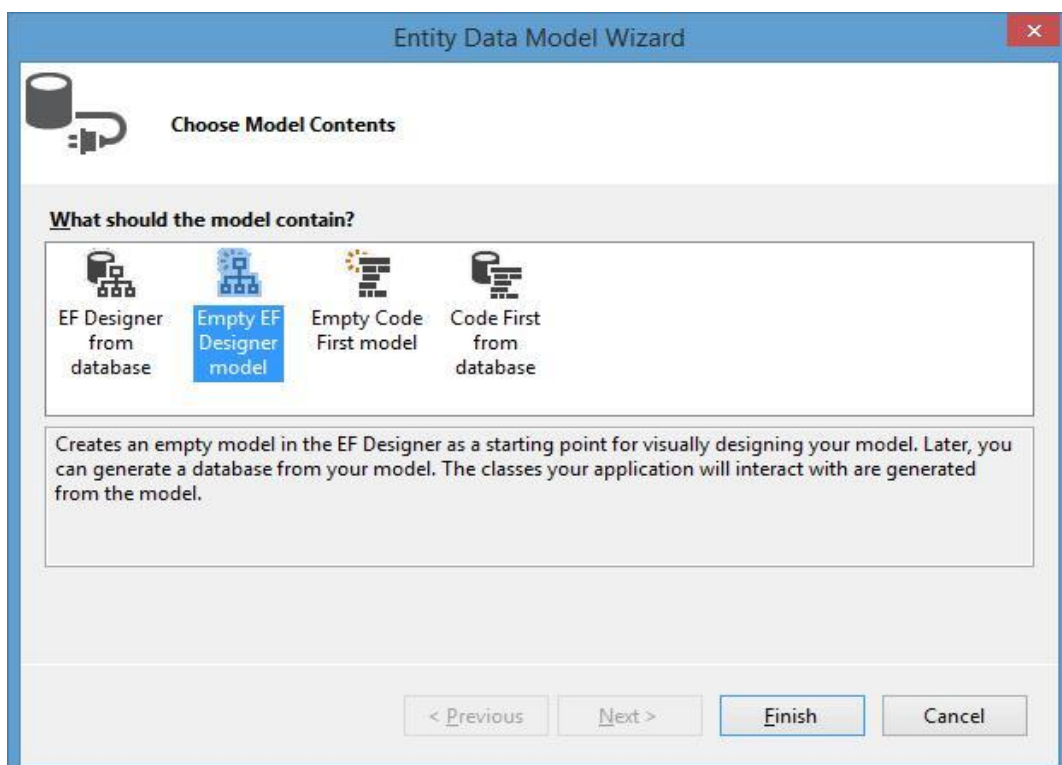 Entity Data Model Wizard
Choose Model Contents
What should the model contain?
EF Designer
from
database
Empty EF
Designer
model
Empty Code
First model
Code First
from
database
Creates an empty model in the EF Designer as a starting point for visually designing your model. Later, you
can generate a database from your model. The classes your application will interact with are generated
from the model.
< Previous
Next >
Finish
Cancel